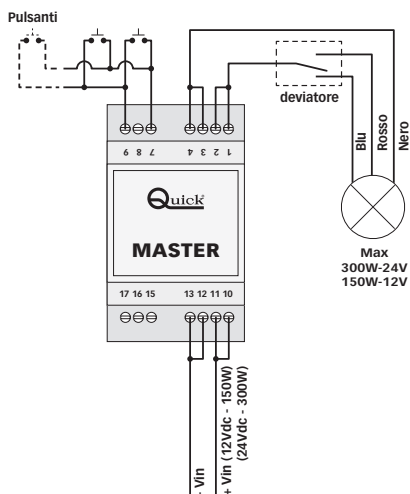 Pulsanti
deviatore
Blu
Rosso
Nero
9 8 7 4 3 2 1
Quick®
MASTER
Max
300W-24V
150W-12V
17 16 15 13 12 11 10
- Vin
+ Vin (12Vdc - 150W)
(24Vdc - 300W)